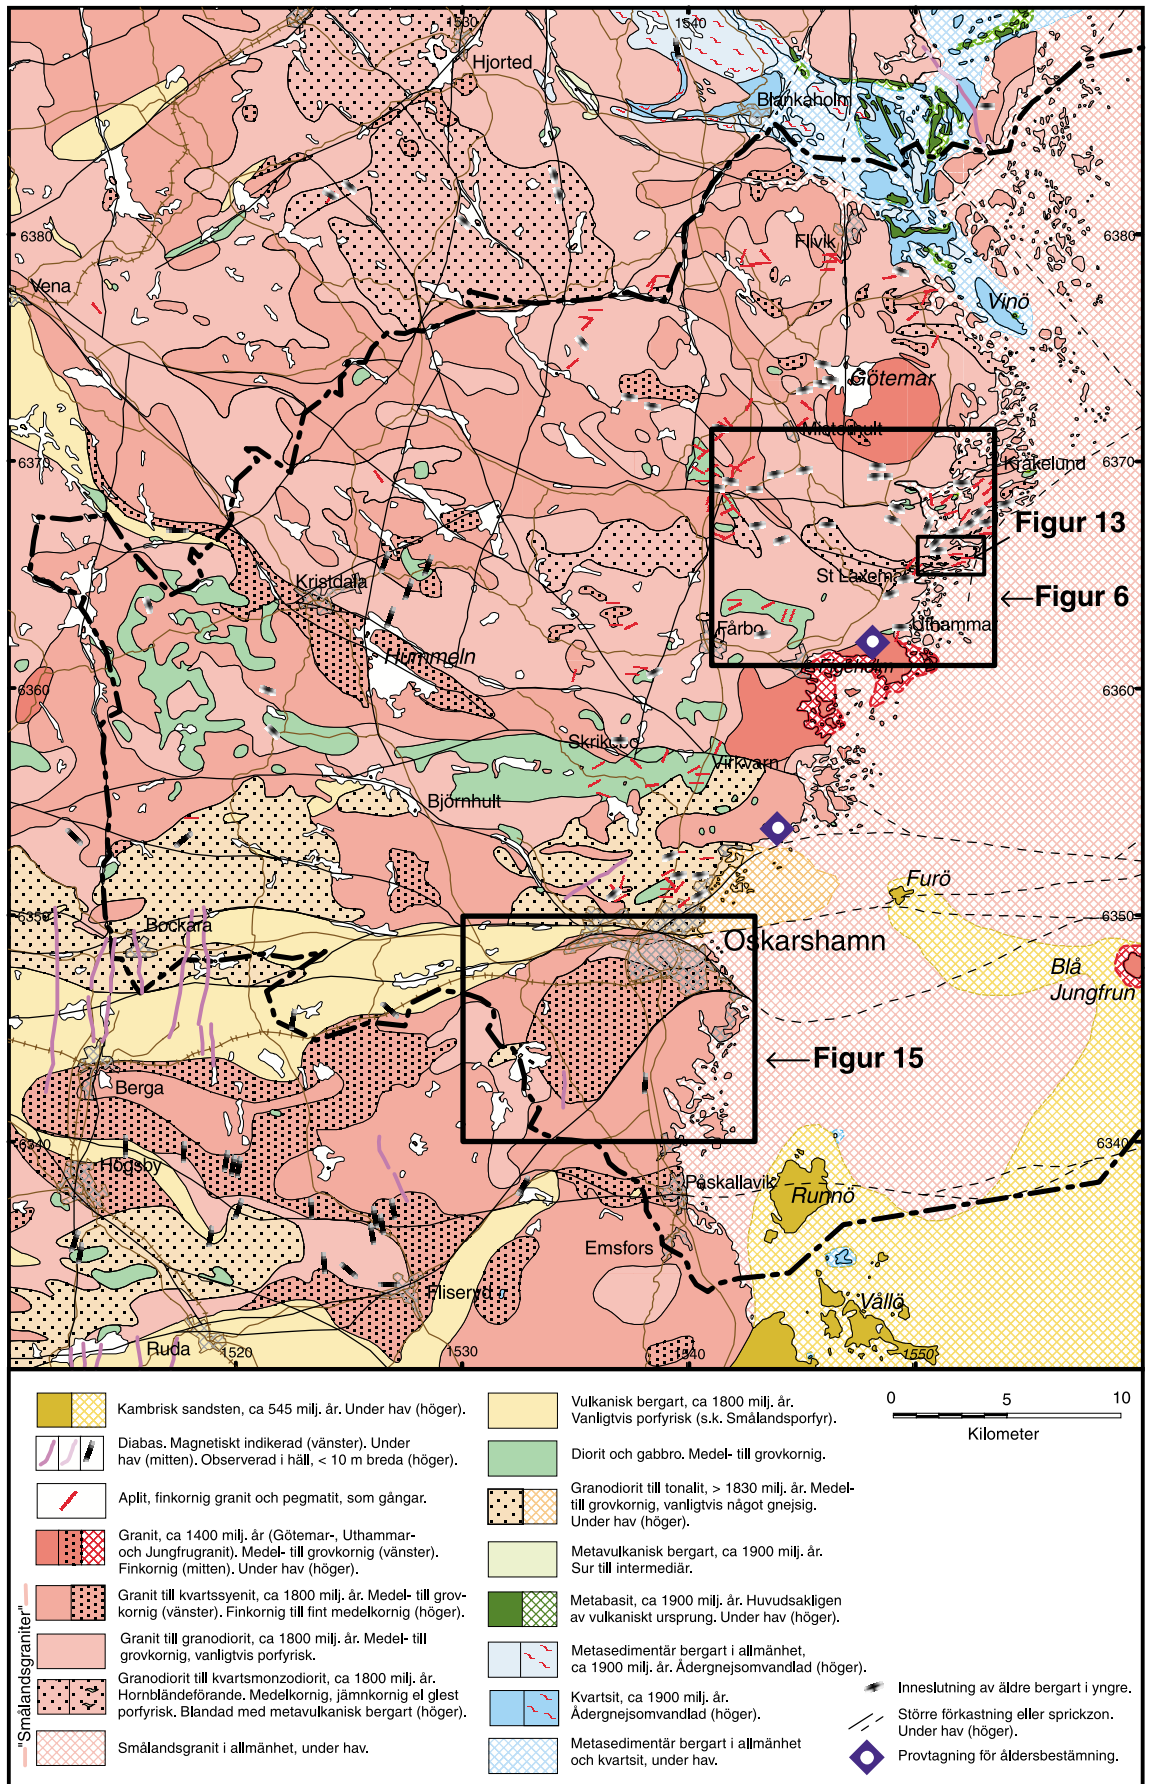 1530
1540
Hjorted
Blankaholm
6380
Flivik
6380
Vena
Vinö
Götemar
Misterhult
6370
Kråkelund
6370
Figur 13
St Laxemar
Kristdala
Figur 6
Fårbo
Uthammar
Hummeln
6360
6360
Skrikebo
Virkvarn
Björnhult
Furö
6350
6350
Bockara
Oskarshamn
Blå
Jungfrun
Figur 15
Berga
6340
6340
Högsby
Påskallavik
Runnö
Emsfors
Fliseryd
Vållö
Ruda
1520
1530
1540
1550
Kambrisk sandsten, ca 545 milj. år. Under hav (höger).
Diabas. Magnetiskt indikerad (vänster). Under
hav (mitten). Observerad i häll, < 10 m breda (höger).
Aplit, finkornig granit och pegmatit, som gångar.
Granit, ca 1400 milj. år (Götemar-, Uthammar-
och Jungfrugranit). Medel- till grovkornig (vänster).
Finkornig (mitten). Under hav (höger).
"Smålandsgraniter"
Granit till kvartssyenit, ca 1800 milj. år. Medel- till grov-
kornig (vänster). Finkornig till fint medelkornig (höger).
Granit till granodiorit, ca 1800 milj. år. Medel- till
grovkornig, vanligtvis porfyrisk.
Granodiorit till kvartsmonzodiorit, ca 1800 milj. år.
Hornbländeförande. Medelkornig, jämnkornig el glest
porfyrisk. Blandad med metavulkanisk bergart (höger).
Smålandsgranit i allmänhet, under hav.
Vulkanisk bergart, ca 1800 milj. år.
Vanligtvis porfyrisk (s.k. Smålandsporfyr).
Diorit och gabbro. Medel- till grovkornig.
Granodiorit till tonalit, > 1830 milj. år. Medel-
till grovkornig, vanligtvis något gnejsig.
Under hav (höger).
Metavulkanisk bergart, ca 1900 milj. år.
Sur till intermediär.
Metabasit, ca 1900 milj. år. Huvudsakligen
av vulkaniskt ursprung. Under hav (höger).
Metasedimentär bergart i allmänhet,
ca 1900 milj. år. Ådergnejsomvandlad (höger).
Kvartsit, ca 1900 milj. år.
Ådergnejsomvandlad (höger).
Metasedimentär bergart i allmänhet
och kvartsit, under hav.
0 5 10
Kilometer
Inneslutning av äldre bergart i yngre.
Större förkastning eller sprickzon.
Under hav (höger).
Provtagning för åldersbestämning.